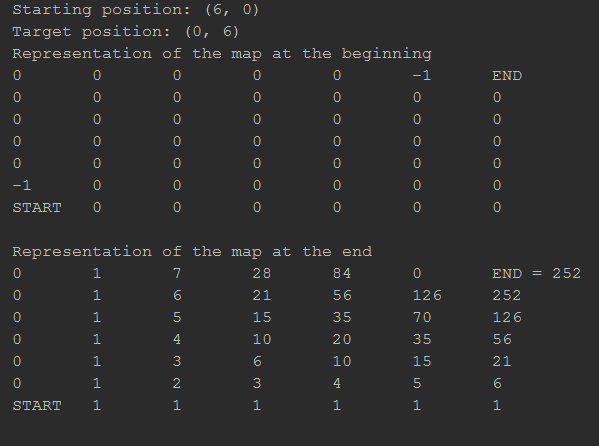 Starting position: (6, 0)
Target position: (0, 6)
Representation of the map at the beginning
0 0 0 0 0 -1 END
0 0 0 0 0 0 0
0 0 0 0 0 0 0
0 0 0 0 0 0 0
0 0 0 0 0 0 0
-1 0 0 0 0 0 0
START 0 0 0 0 0 0
Representation of the map at the end
0 1 7 28 84 0 END = 252
0 1 6 21 56 126 252
0 1 5 15 35 70 126
0 1 4 10 20 35 56
0 1 3 6 10 15 21
0 1 2 3 4 5 6
START 1 1 1 1 1 1